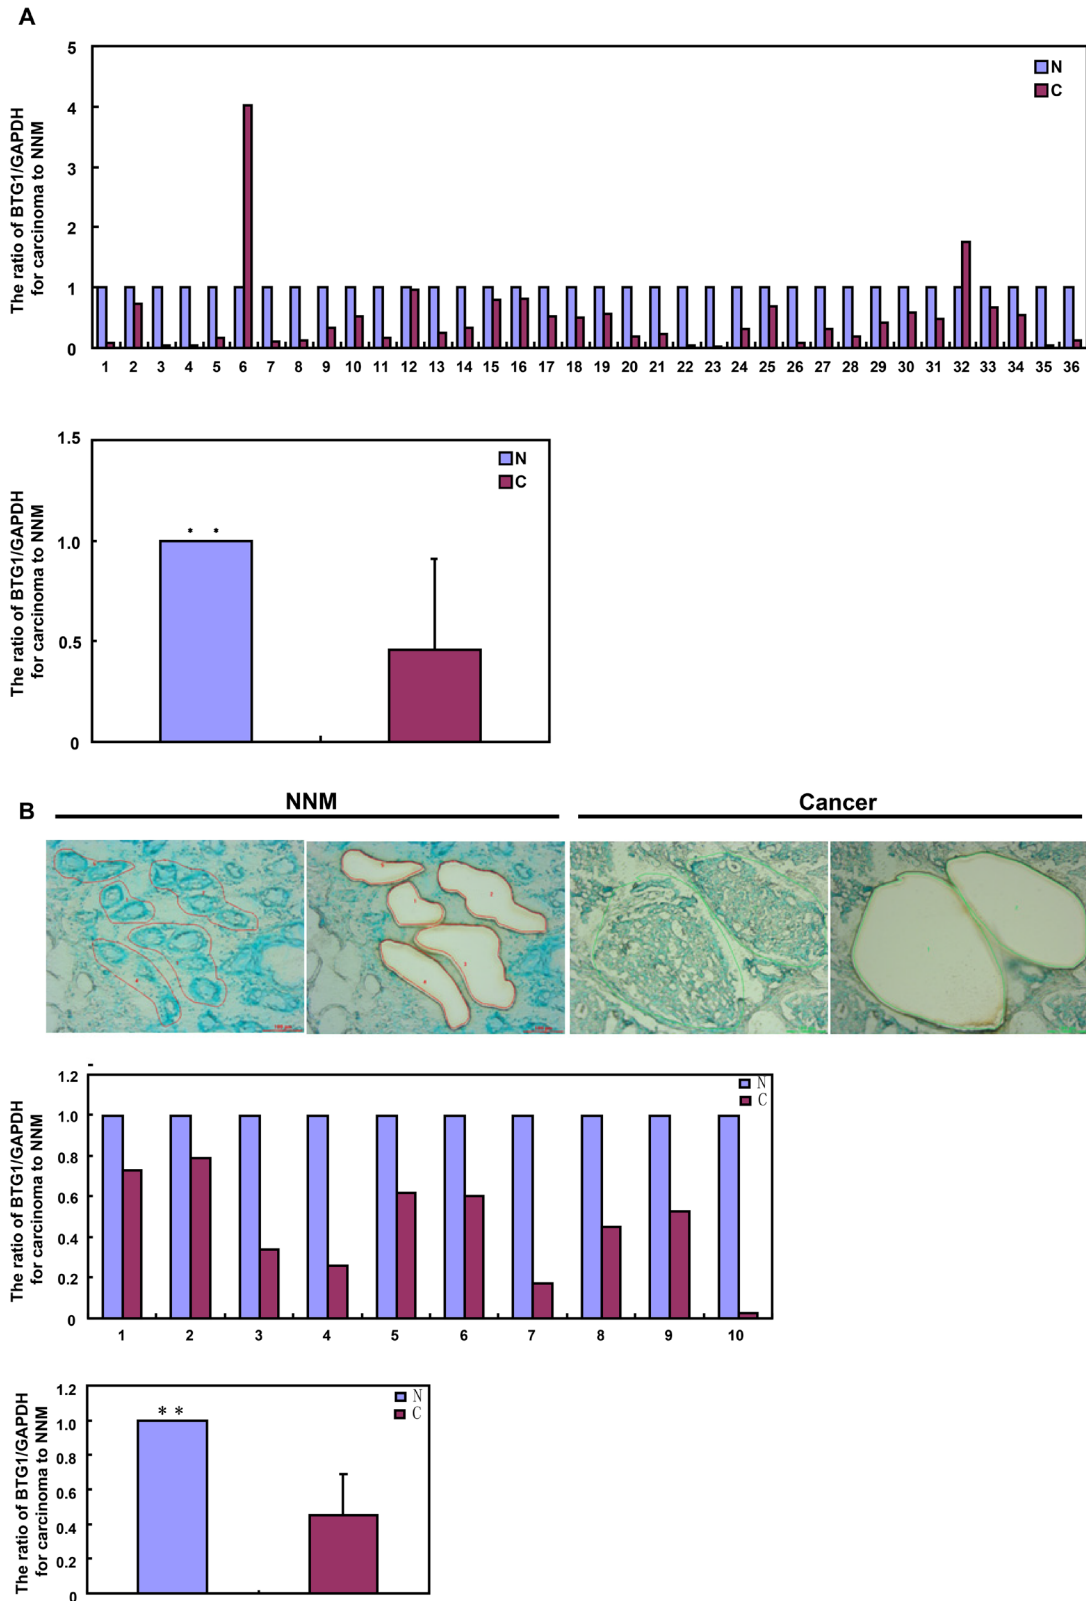 A
The ratio of BTG1/GAPDH
for carcinoma to NNM
5
4
3
2
1
0
N
C
1 2 3 4 5 6 7 8 9 10 11 12 13 14 15 16 17 18 19 20 21 22 23 24 25 26 27 28 29 30 31 32 33 34 35 36
The ratio of BTG1/GAPDH
for carcinoma to NNM
1.5
1.0
0.5
0
N
C
* *
B
NNM
Cancer
The ratio of BTG1/GAPDH
for carcinoma to NNM
1.2
1.0
0.8
0.6
0.4
0.2
0
N
C
1 2 3 4 5 6 7 8 9 10
The ratio of BTG1/GAPDH
for carcinoma to NNM
1.2
1.0
0.8
0.6
0.4
0.2
0
N
C
**